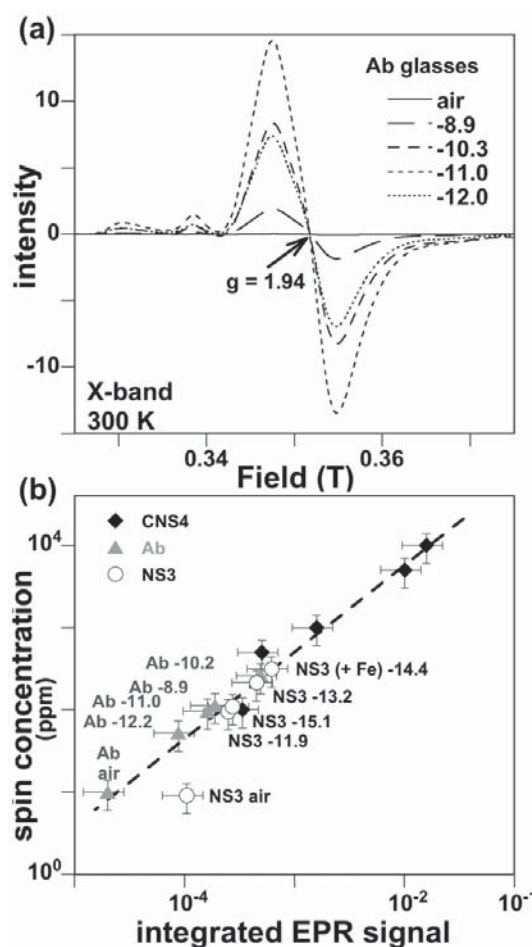 (a)
15
10
0
-10
intensity
Ab glasses
air
-8.9
-10.3
-11.0
-12.0
g = 1.94
X-band
300 K
0.34
0.36
Field (T)
(b)
CNS4
Ab
NS3
10^4
10^0
spin concentration
(ppm)
Ab -10.2
Ab -8.9
-11.0
Ab -12.2
Ab
air
NS3 (+ Fe) -14.4
NS3 -13.2
NS3 -15.1
NS3 -11.9
NS3 air
10^-4
10^-2
10^-1
integrated EPR signal